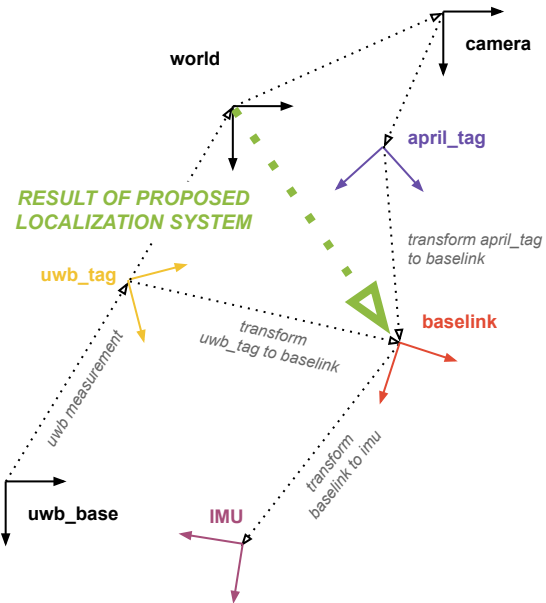 camera
world
april_tag
RESULT OF PROPOSED
LOCALIZATION SYSTEM
transform april_tag
to baselink
uwb_tag
baselink
transform
uwb_tag to baselink
uwb measurement
transform
baselink to imu
IMU
uwb_base